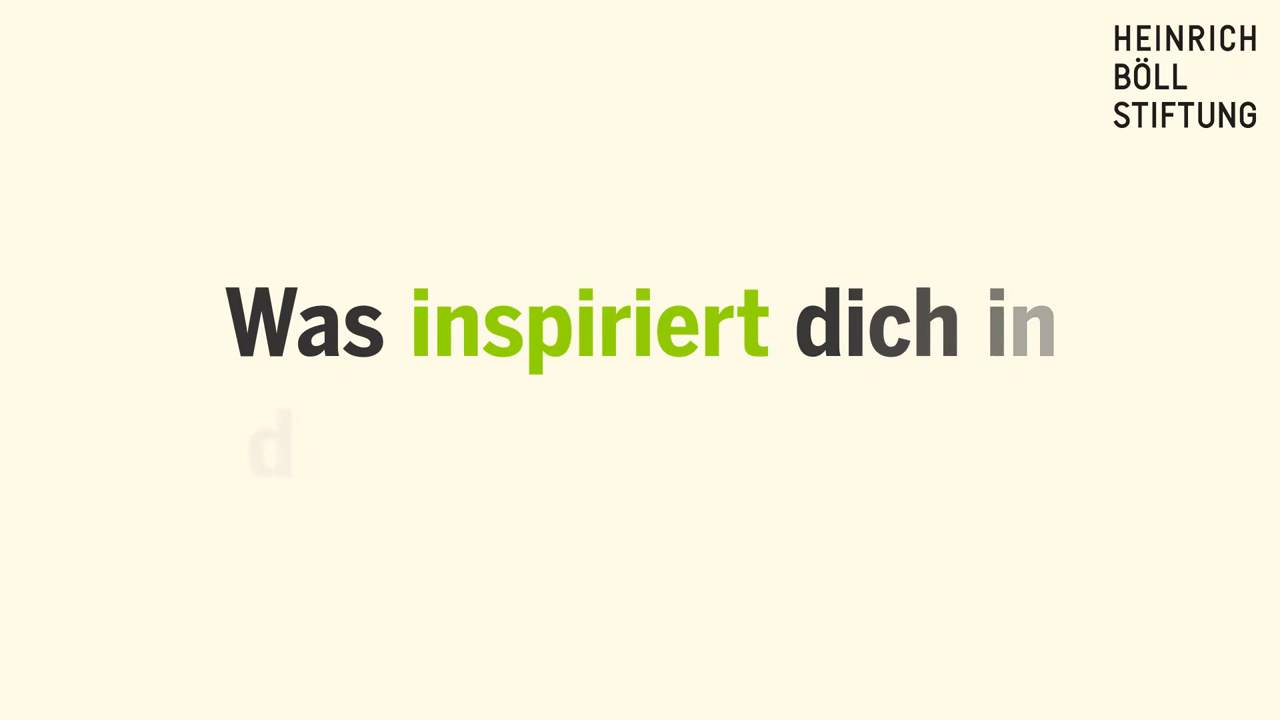 HEINRICH
BÖLL
STIFTUNG
Was inspiriert dich in
d